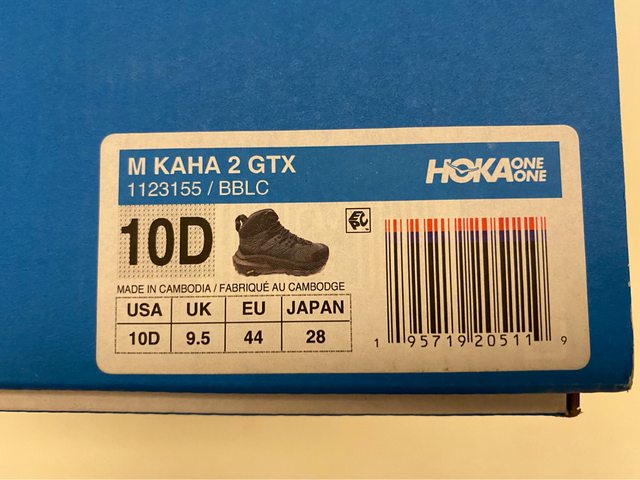 M KAHA 2 GTX
1123155 / BBLC
HOKA ONE ONE
10D
EPC
MADE IN CAMBODIA / FABRIQUÉ AU CAMBODGE
USA UK EU JAPAN
10D 9.5 44 28
1 95719 20511 9